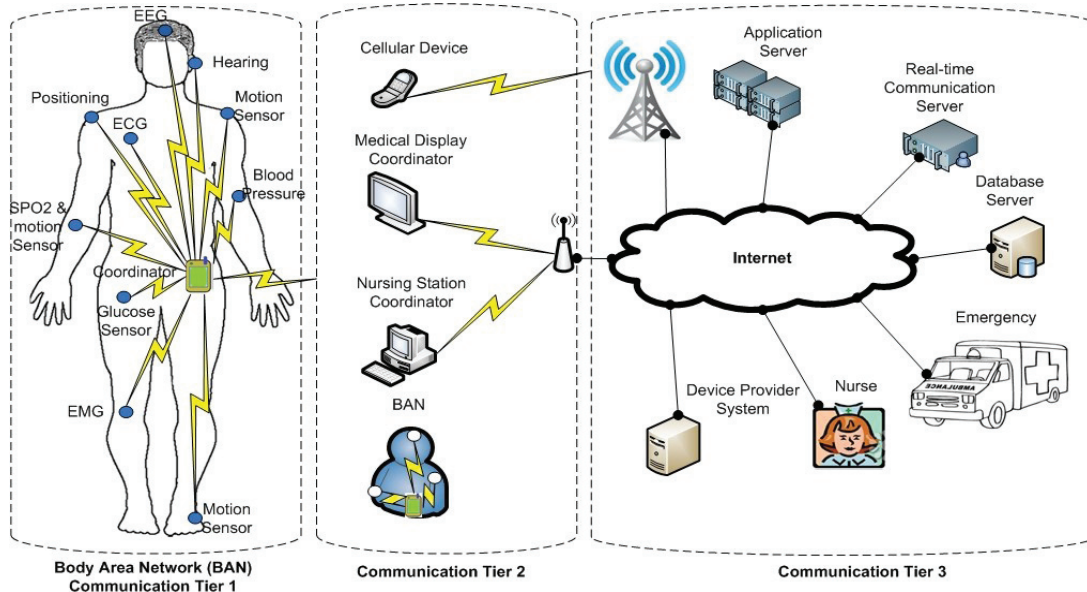 EEG
Hearing
Positioning
Motion
Sensor
ECG
Blood
Pressure
SPO2 &
motion
Sensor
Coordinator
Glucose
Sensor
EMG
Motion
Sensor
Body Area Network (BAN)
Communication Tier 1
Cellular Device
Medical Display
Coordinator
Nursing Station
Coordinator
BAN
Communication Tier 2
Application
Server
Real-time
Communication
Server
Database
Server
Internet
Emergency
AMBULANCE
Device Provider
System
Nurse
Communication Tier 3